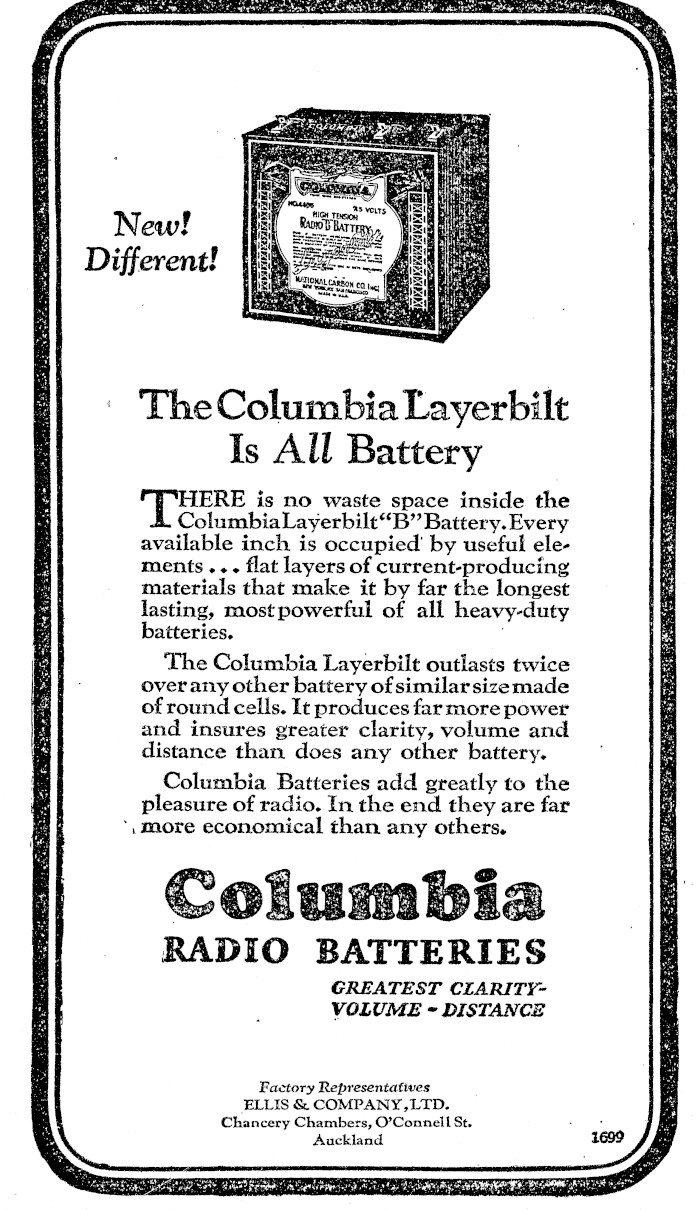 New!
Different!
COLUMBIA
HIGH TENSION
RADIO "B" BATTERY
NATIONAL CARBON CO. Inc.
The Columbia Layerbilt
Is All Battery
THERE is no waste space inside the
Columbia Layerbilt "B" Battery. Every
available inch is occupied by useful ele-
ments ... flat layers of current-producing
materials that make it by far the longest
lasting, most powerful of all heavy-duty
batteries.
The Columbia Layerbilt outlasts twice
over any other battery of similar size made
of round cells. It produces far more power
and insures greater clarity, volume and
distance than does any other battery.
Columbia Batteries add greatly to the
pleasure of radio. In the end they are far
more economical than any others.
Columbia
RADIO BATTERIES
GREATEST CLARITY-
VOLUME - DISTANCE
Factory Representatives
ELLIS & COMPANY, LTD.
Chancery Chambers, O'Connell St.
Auckland
1699